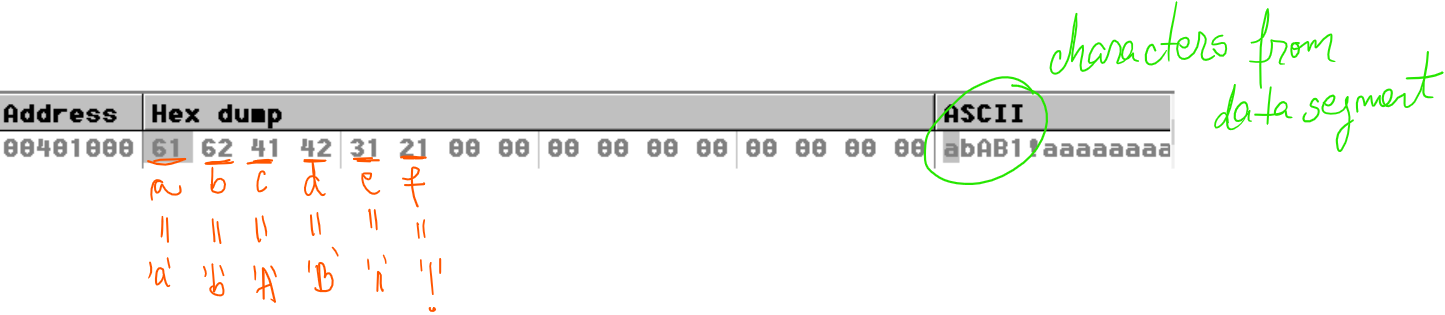 characters from
data segment
Address Hex dump ASCII
00401000 61 62 41 42 31 21 00 00 00 00 00 00 00 00 00 00 abAB1!aaaaaaaa
a b c d e f
" " " " " "
'a' 'b' 'A' 'B' '1' '!'